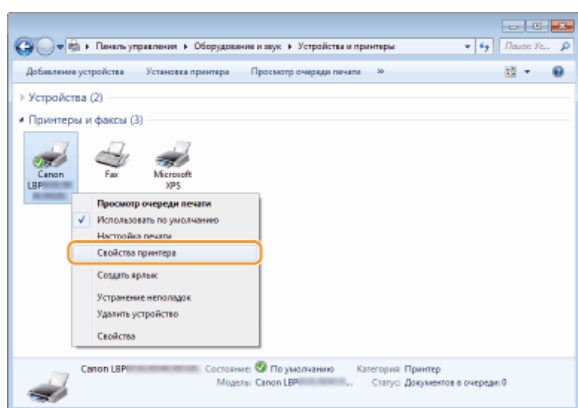 Панель управления ▸ Оборудование и звук ▸ Устройства и принтеры
Поиск: Ус...
Добавление устройства Установка принтера Просмотр очереди печати »
Устройства (2)
Принтеры и факсы (3)
Canon LBP
Fax
Microsoft XPS
Просмотр очереди печати
Использовать по умолчанию
Настройка печати
Свойства принтера
Создать ярлык
Устранение неполадок
Удалить устройство
Свойства
Canon LBP Состояние: По умолчанию Категория: Принтер
Модель: Canon LBP ... Статус: Документов в очереди: 0